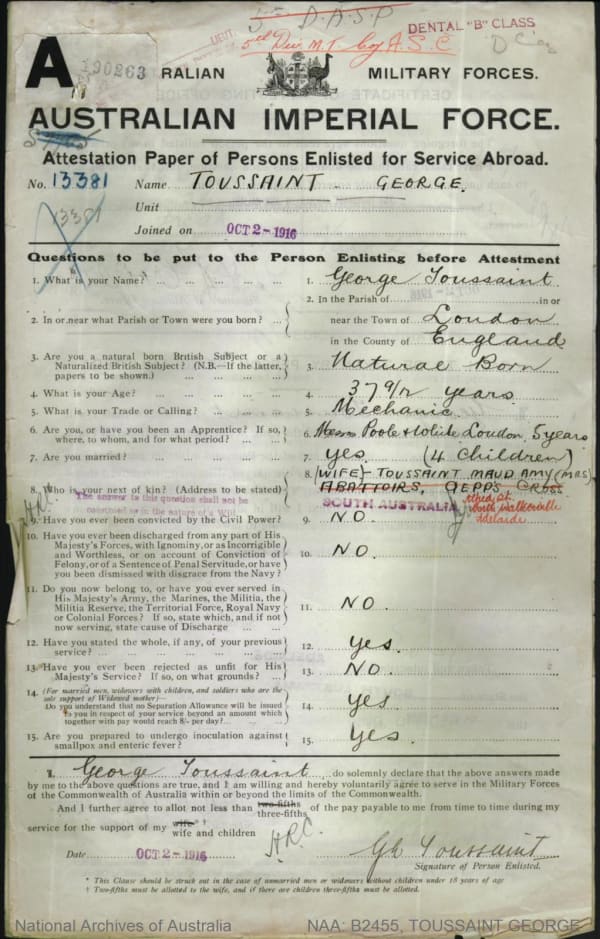 5th D.A.S.P
DENTAL "B" CLASS
5th Div. M.T. Coy A.S.C
A
190263
RALIAN MILITARY FORCES.
AUSTRALIAN IMPERIAL FORCE.
Attestation Paper of Persons Enlisted for Service Abroad.
No. 13381 Name TOUSSAINT GEORGE.
13381
Unit
Joined on OCT 2-1916
Questions to be put to the Person Enlisting before Attestment
1. What is your Name? ... 1. George Toussaint
2. In or near what Parish or Town were you born? ... 2. In the Parish of in or
near the Town of London
in the County of England
3. Are you a natural born British Subject or a
Naturalized British Subject? (N.B.—If the latter,
papers to be shown.) ... 3. Natural Born
4. What is your Age? ... 4. 37 9/12 years
5. What is your Trade or Calling? ... 5. Mechanic.
6. Are you, or have you been an Apprentice? If so,
where, to whom, and for what period? ... 6. Messrs Poole & White London, 5 years
7. Are you married? ... 7. yes. (4 Children)
8. Who is your next of kin? (Address to be stated) 8. (WIFE)- TOUSSAINT MAUD AMY (MRS)
ABATTOIRS, GEPPS CROSS
SOUTH AUSTRALIA
North Walkerville
Adelaide
The answer to this question shall not be
construed as in the nature of a Will
H.R.C.
9. Have you ever been convicted by the Civil Power? 9. NO.
10. Have you ever been discharged from any part of His
Majesty's Forces, with Ignominy, or as Incorrigible
and Worthless, or on account of Conviction of
Felony, or of a Sentence of Penal Servitude, or have
you been dismissed with disgrace from the Navy? 10. NO.
11. Do you now belong to, or have you ever served in
His Majesty's Army, the Marines, the Militia, the
Militia Reserve, the Territorial Force, Royal Navy
or Colonial Forces? If so, state which, and if not
now serving, state cause of Discharge ... 11. NO
12. Have you stated the whole, if any, of your previous
service? ... 12. yes.
13. Have you ever been rejected as unfit for His
Majesty's Service? If so, on what grounds? ... 13. NO.
14. (For married men, widowers with children, and soldiers who are the
sole support of Widowed mother—
Do you understand that no Separation Allowance will be issued
to you in respect of your service beyond an amount which
together with pay would reach 8/- per day? ... 14. yes
15. Are you prepared to undergo inoculation against
smallpox and enteric fever? 15. Yes.
I, George Toussaint, do solemnly declare that the above answers made
by me to the above questions are true, and I am willing and hereby voluntarily agree to serve in the Military Forces
of the Commonwealth of Australia within or beyond the limits of the Commonwealth.
* And I further agree to allot not less than two-fifths of the pay payable to me from time to time during my
three-fifths
service for the support of my wife †
wife and children
H.R.C.
Date OCT 2-1916 Gh Toussaint
Signature of Person Enlisted.
* This Clause should be struck out in the case of unmarried men or widowers without children under 18 years of age
† Two-fifths must be allotted to the wife, and if there are children three-fifths must be allotted.
National Archives of Australia NAA: B2455, TOUSSAINT GEORGE